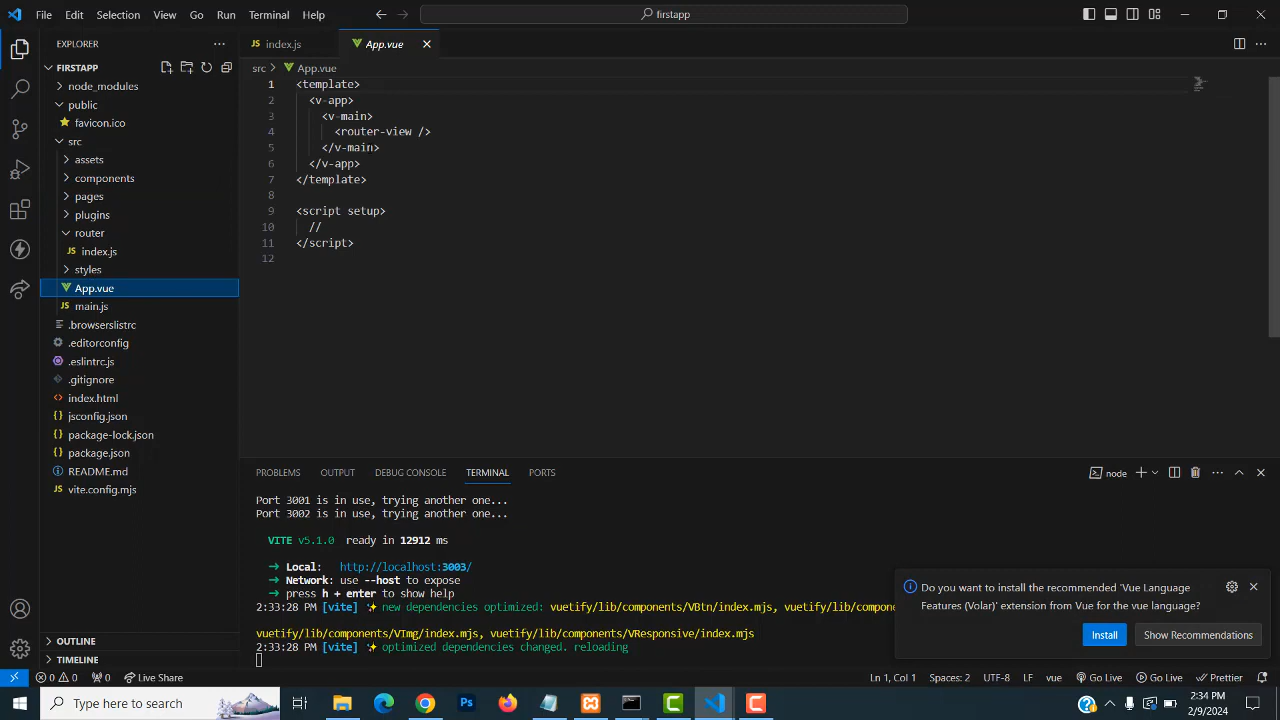 File Edit Selection View Go Run Terminal Help
firstapp
EXPLORER
FIRSTAPP
node_modules
public
favicon.ico
src
assets
components
pages
plugins
router
JS index.js
styles
App.vue
JS main.js
.browserslistrc
.editorconfig
.eslintrc.js
.gitignore
<> index.html
{} jsconfig.json
{} package-lock.json
{} package.json
README.md
vite.config.mjs
OUTLINE
TIMELINE
JS index.js
App.vue
src > App.vue
1 <template>
2 <v-app>
3 <v-main>
4 <router-view />
5 </v-main>
6 </v-app>
7 </template>
8
9 <script setup>
10 //
11 </script>
12
PROBLEMS OUTPUT DEBUG CONSOLE TERMINAL PORTS
node
Port 3001 is in use, trying another one...
Port 3002 is in use, trying another one...
VITE v5.1.0 ready in 12912 ms
➜ Local: http://localhost:3003/
➜ Network: use --host to expose
➜ press h + enter to show help
2:33:28 PM [vite] ✨ new dependencies optimized: vuetify/lib/components/VBtn/index.mjs, vuetify/lib/compone
vuetify/lib/components/VImg/index.mjs, vuetify/lib/components/VResponsive/index.mjs
2:33:28 PM [vite] ✨ optimized dependencies changed. reloading
Do you want to install the recommended 'Vue Language
Features (Volar)' extension from Vue for the vue language?
Install Show Recommendations
0 0 0 Live Share Ln 1, Col 1 Spaces: 2 UTF-8 LF vue Go Live Go Live Prettier
Type here to search
Ps
2:34 PM
2/9/2024